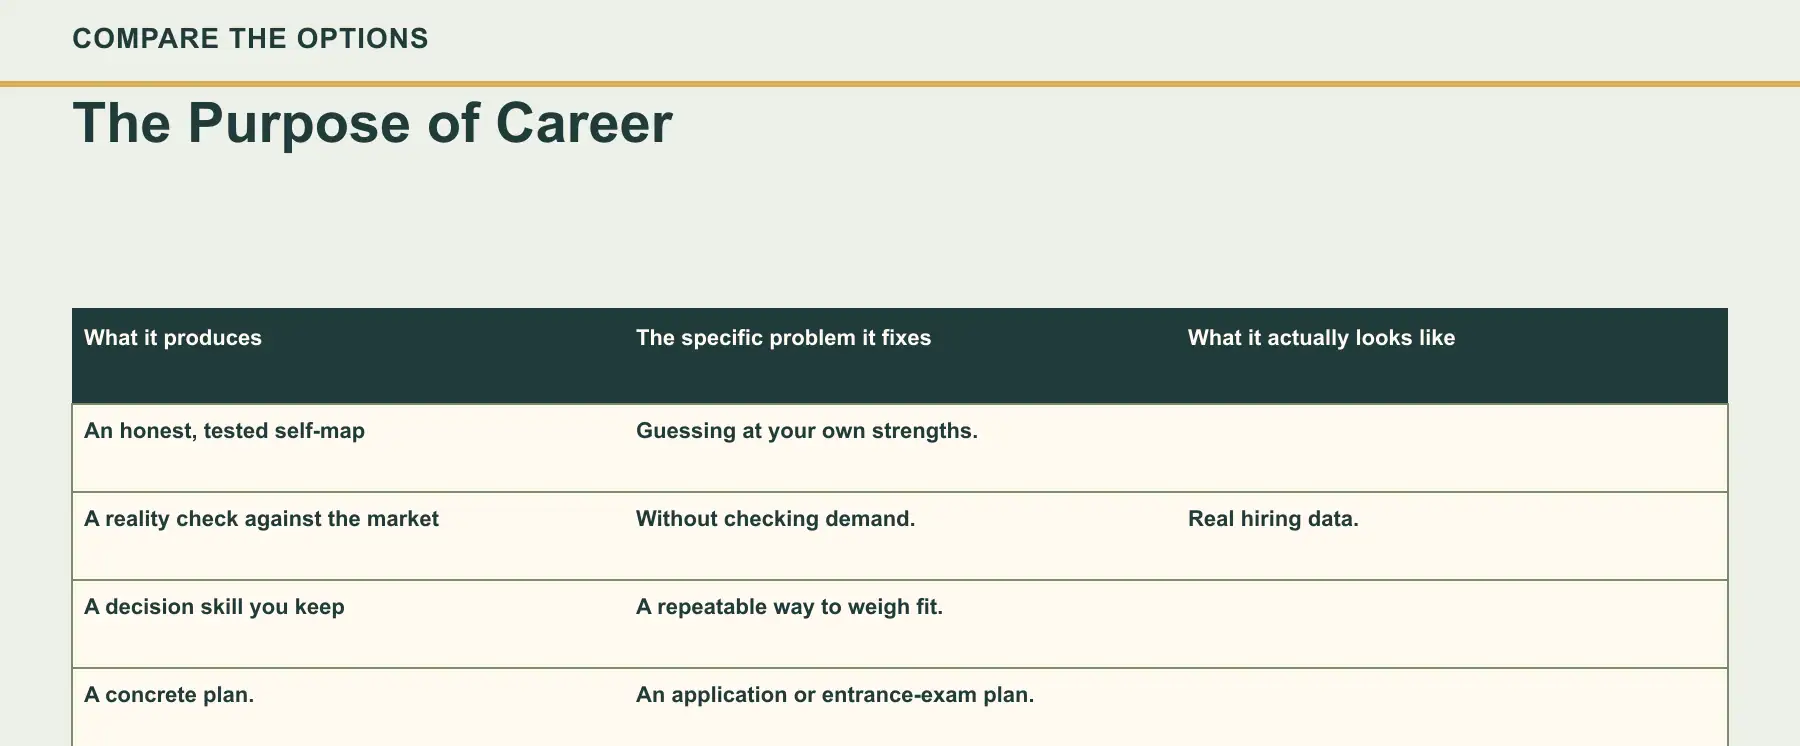 COMPARE THE OPTIONS
The Purpose of Career
What it produces The specific problem it fixes What it actually looks like
An honest, tested self-map Guessing at your own strengths.
A reality check against the market Without checking demand. Real hiring data.
A decision skill you keep A repeatable way to weigh fit.
A concrete plan. An application or entrance-exam plan.